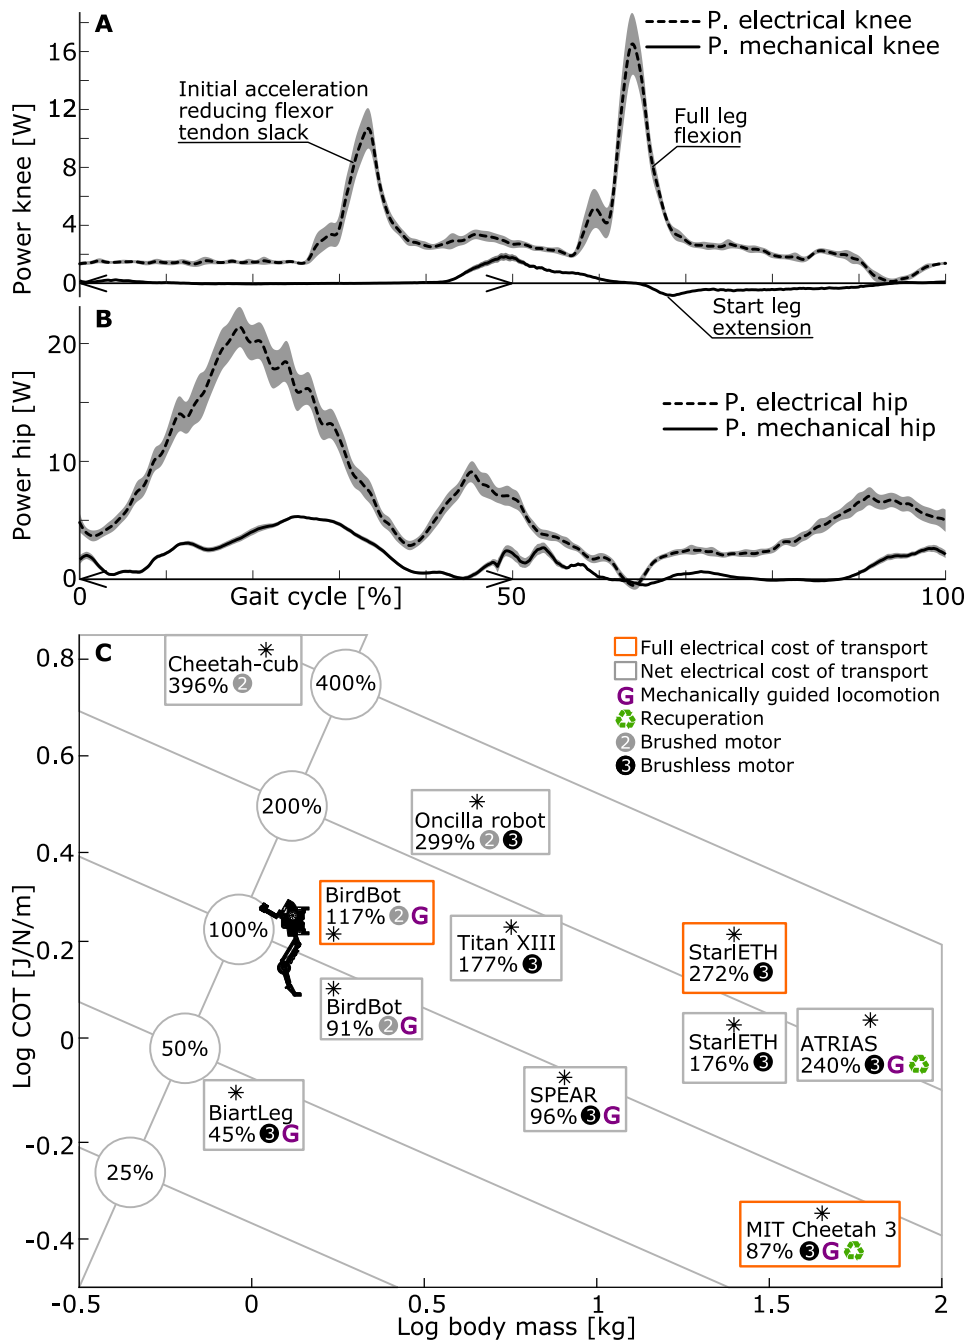 A
P. electrical knee
P. mechanical knee
Power knee [W]
16
12
8
4
0
Initial acceleration
reducing flexor
tendon slack
Full leg
flexion
Start leg
extension
B
P. electrical hip
P. mechanical hip
Power hip [W]
20
10
0
0
Gait cycle [%]
50
100
C
Full electrical cost of transport
Net electrical cost of transport
G Mechanically guided locomotion
Recuperation
2 Brushed motor
3 Brushless motor
Log COT [J/N/m]
0.8
0.6
0.4
0.2
0
-0.2
-0.4
Cheetah-cub
396% 2
400%
200%
100%
50%
25%
Oncilla robot
299% 2 3
BirdBot
117% 2 G
Titan XIII
177% 3
StarlETH
272% 3
BirdBot
91% 2 G
StarlETH
176% 3
ATRIAS
240% 3 G
BiartLeg
45% 3 G
SPEAR
96% 3 G
MIT Cheetah 3
87% 3 G
-0.5
0
0.5
1
1.5
2
Log body mass [kg]